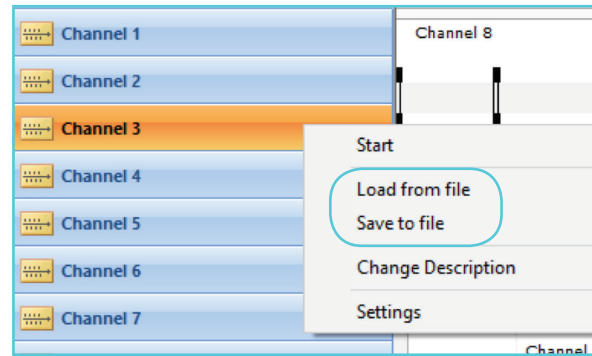 Channel 1
Channel 2
Channel 3
Channel 4
Channel 5
Channel 6
Channel 7
Channel 8
Start
Load from file
Save to file
Change Description
Settings
Channel